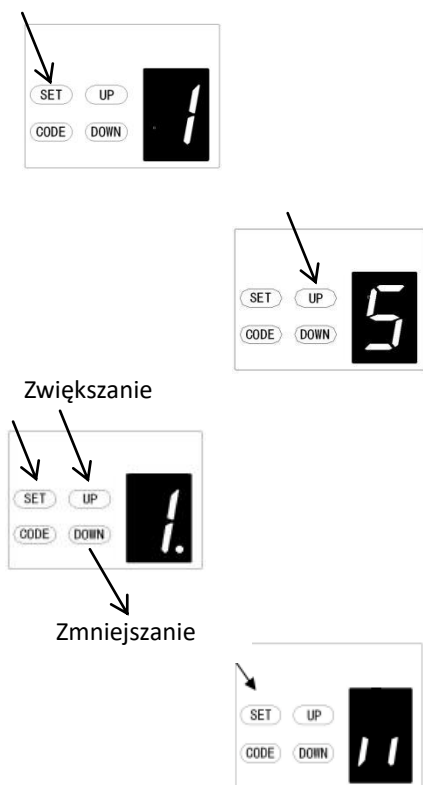 SET UP 1
CODE DOWN
SET UP 5
CODE DOWN
Zwiększanie
SET UP 1.
CODE DOWN
Zmniejszanie
SET UP
CODE DOWN 11